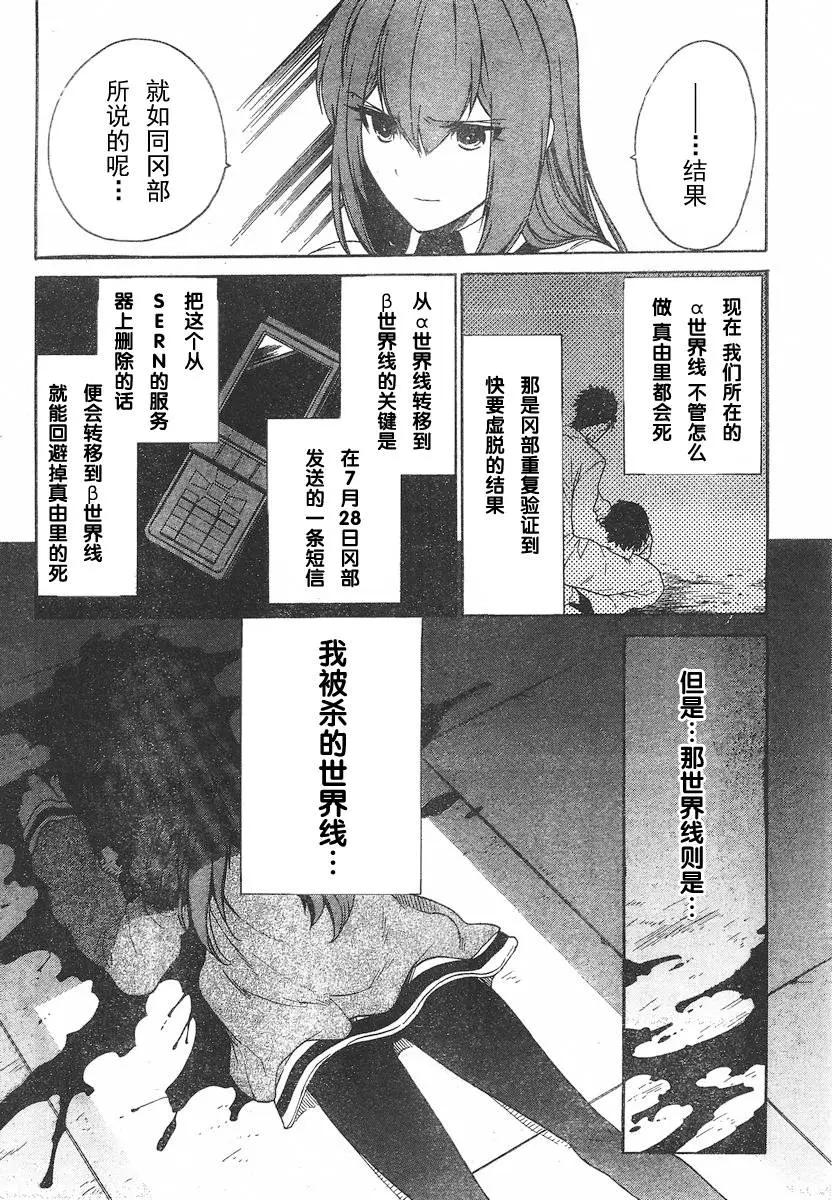 ——…结果
就如同冈部
所说的呢…
现在 我们所在的
α世界线 不管怎么
做 真由里都会死
那是冈部重复验证到
快要虚脱的结果
从α世界线转移到
β世界线的关键是
在7月28日冈部
发送的一条短信
把这个从
SERN的服务
器上删除的话
便会转移到β世界线
就能回避掉真由里的死
但是…那世界线则是…
我被杀的世界线…